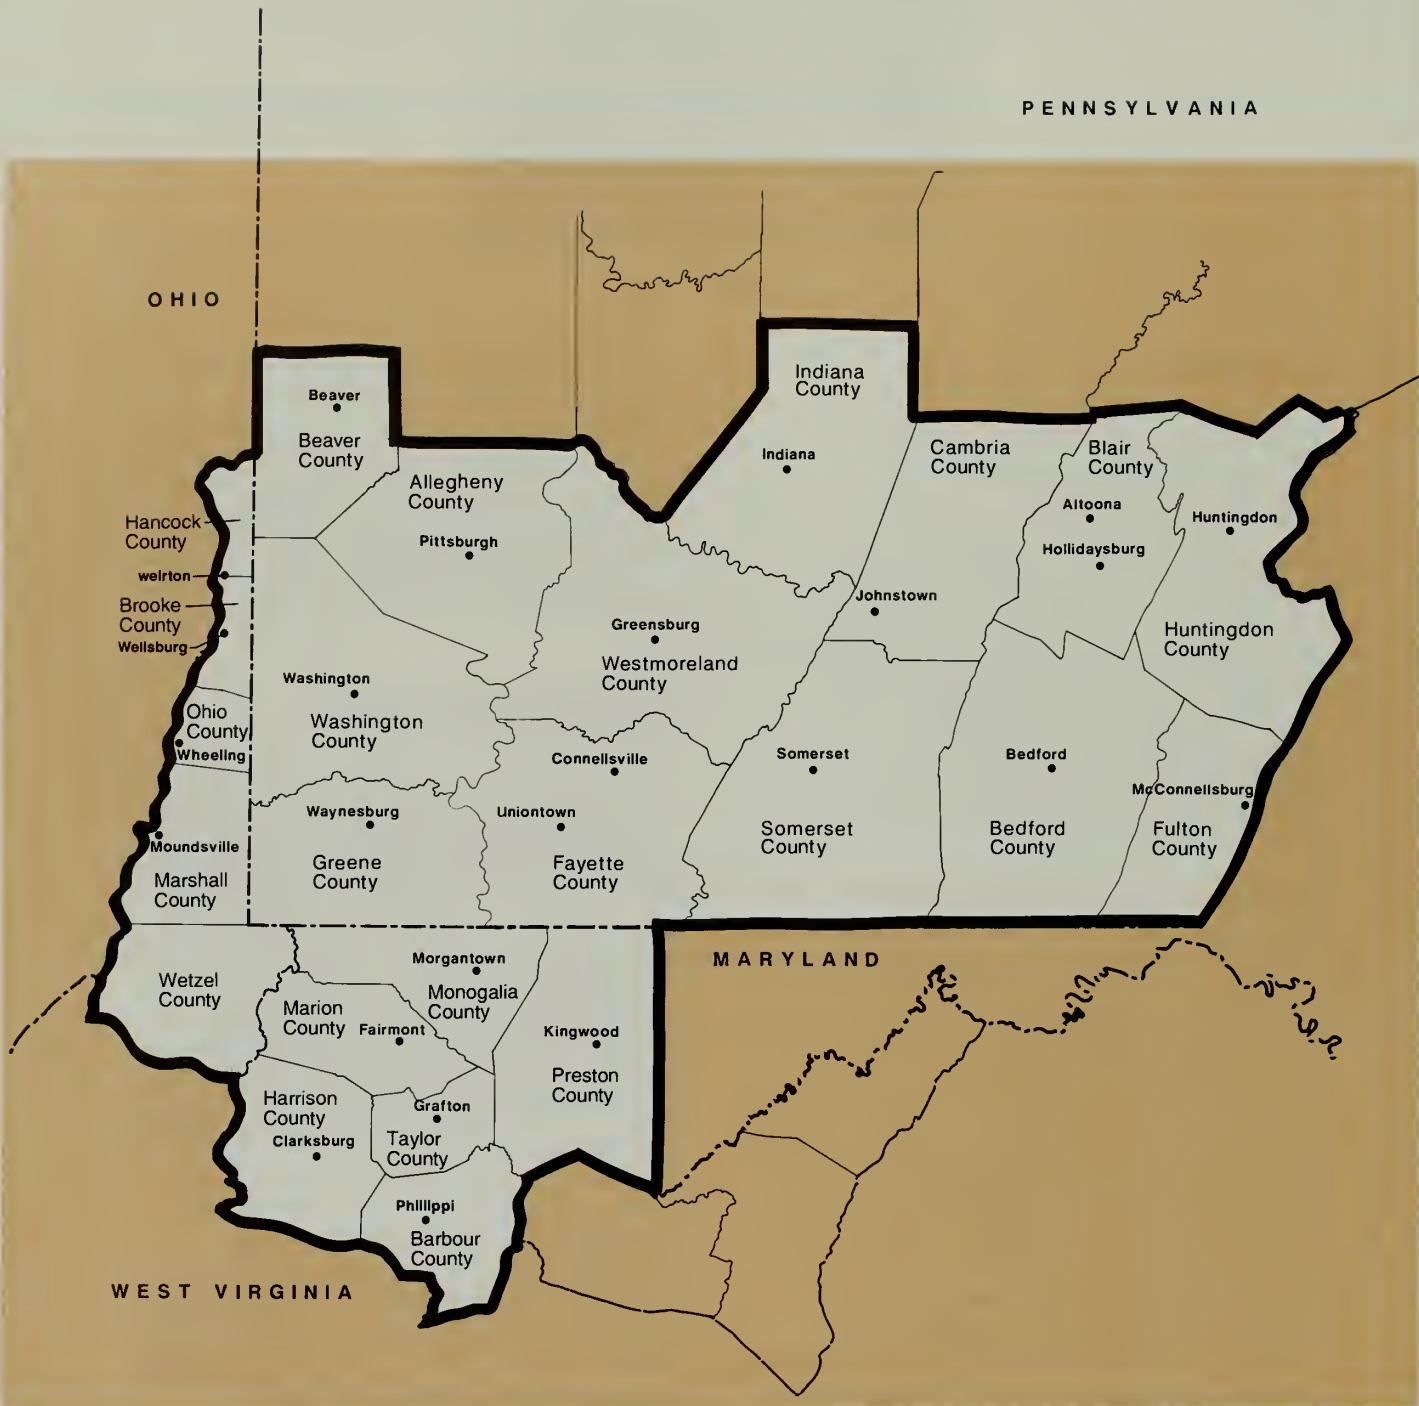 PENNSYLVANIA
OHIO
Beaver
Beaver
County
Indiana
County
Indiana
Allegheny
County
Pittsburgh
Cambria
County
Blair
County
Altoona
Hollidaysburg
Huntingdon
Huntingdon
County
Hancock
County
weirton
Brooke
County
Wellsburg
Johnstown
Greensburg
Westmoreland
County
Washington
Washington
County
Ohio
County
Wheeling
Connellsville
Somerset
Bedford
McConnellsburg
Waynesburg
Uniontown
Somerset
County
Bedford
County
Fulton
County
Moundsville
Marshall
County
Greene
County
Fayette
County
MARYLAND
Wetzel
County
Morgantown
Monogalia
County
Marion
County
Fairmont
Kingwood
Preston
County
Harrison
County
Clarksburg
Grafton
Taylor
County
Phillippi
Barbour
County
WEST VIRGINIA